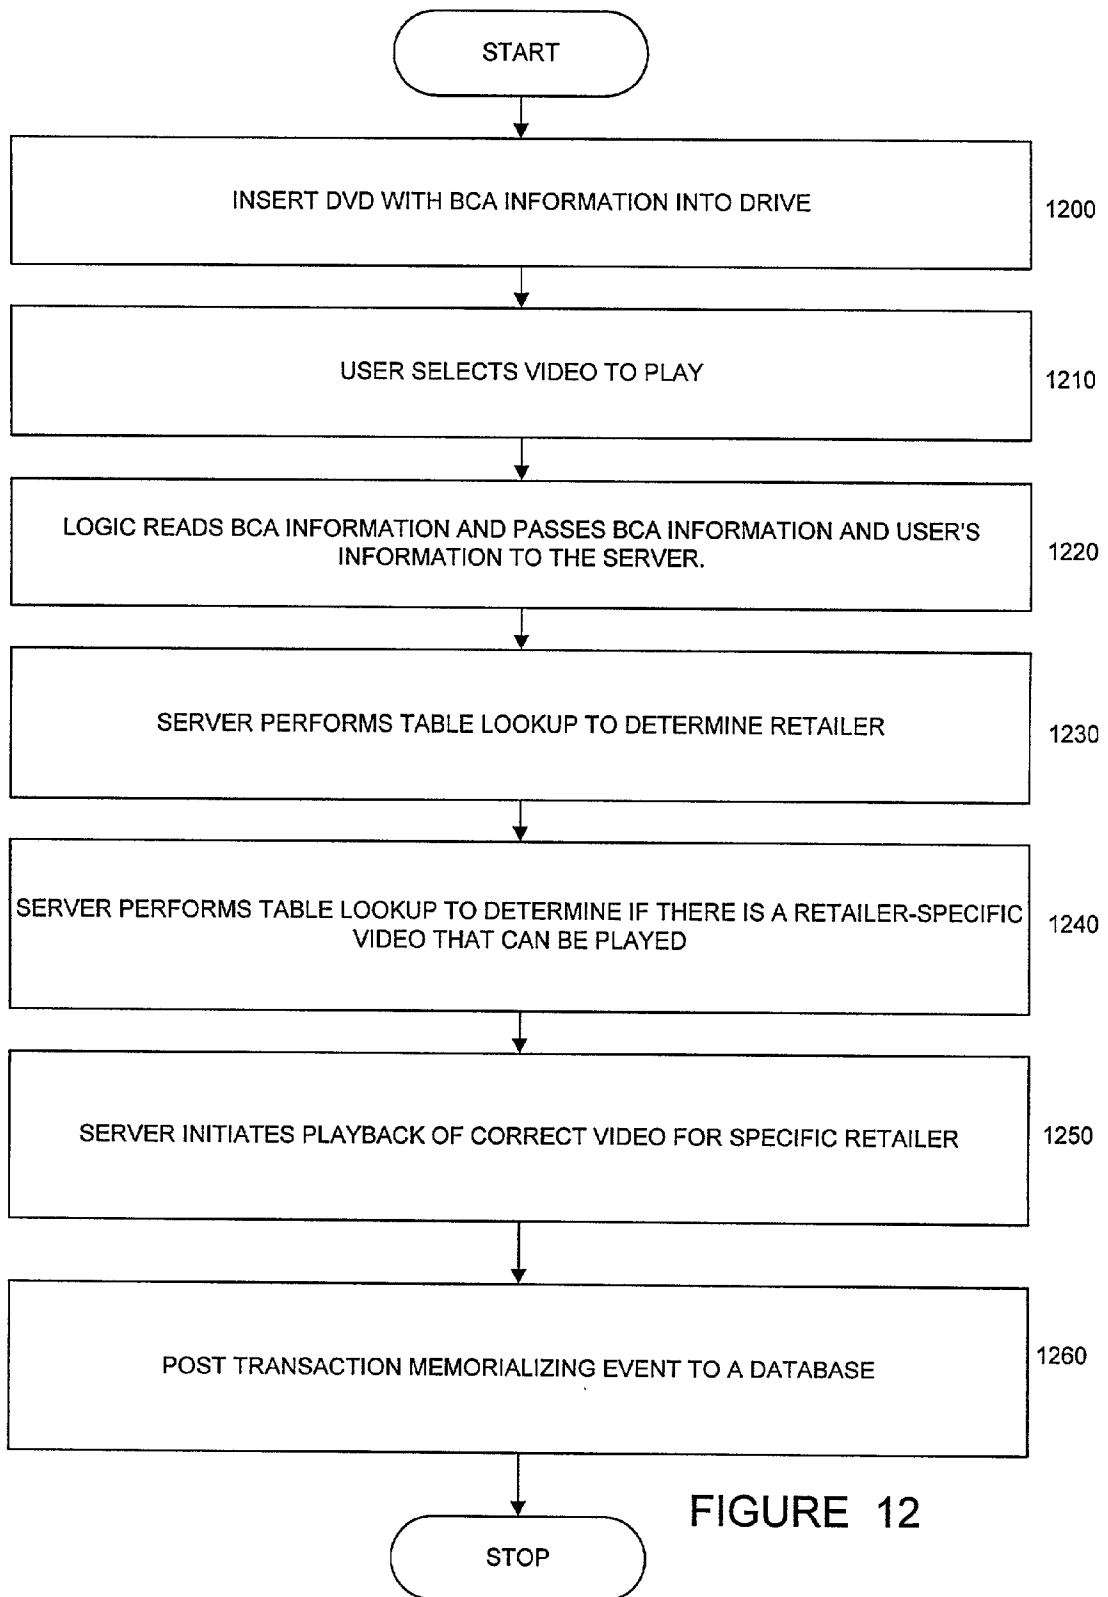 START
INSERT DVD WITH BCA INFORMATION INTO DRIVE
1200
USER SELECTS VIDEO TO PLAY
1210
LOGIC READS BCA INFORMATION AND PASSES BCA INFORMATION AND USER'S
INFORMATION TO THE SERVER.
1220
SERVER PERFORMS TABLE LOOKUP TO DETERMINE RETAILER
1230
SERVER PERFORMS TABLE LOOKUP TO DETERMINE IF THERE IS A RETAILER-SPECIFIC
VIDEO THAT CAN BE PLAYED
1240
SERVER INITIATES PLAYBACK OF CORRECT VIDEO FOR SPECIFIC RETAILER
1250
POST TRANSACTION MEMORIALIZING EVENT TO A DATABASE
1260
FIGURE 12
STOP